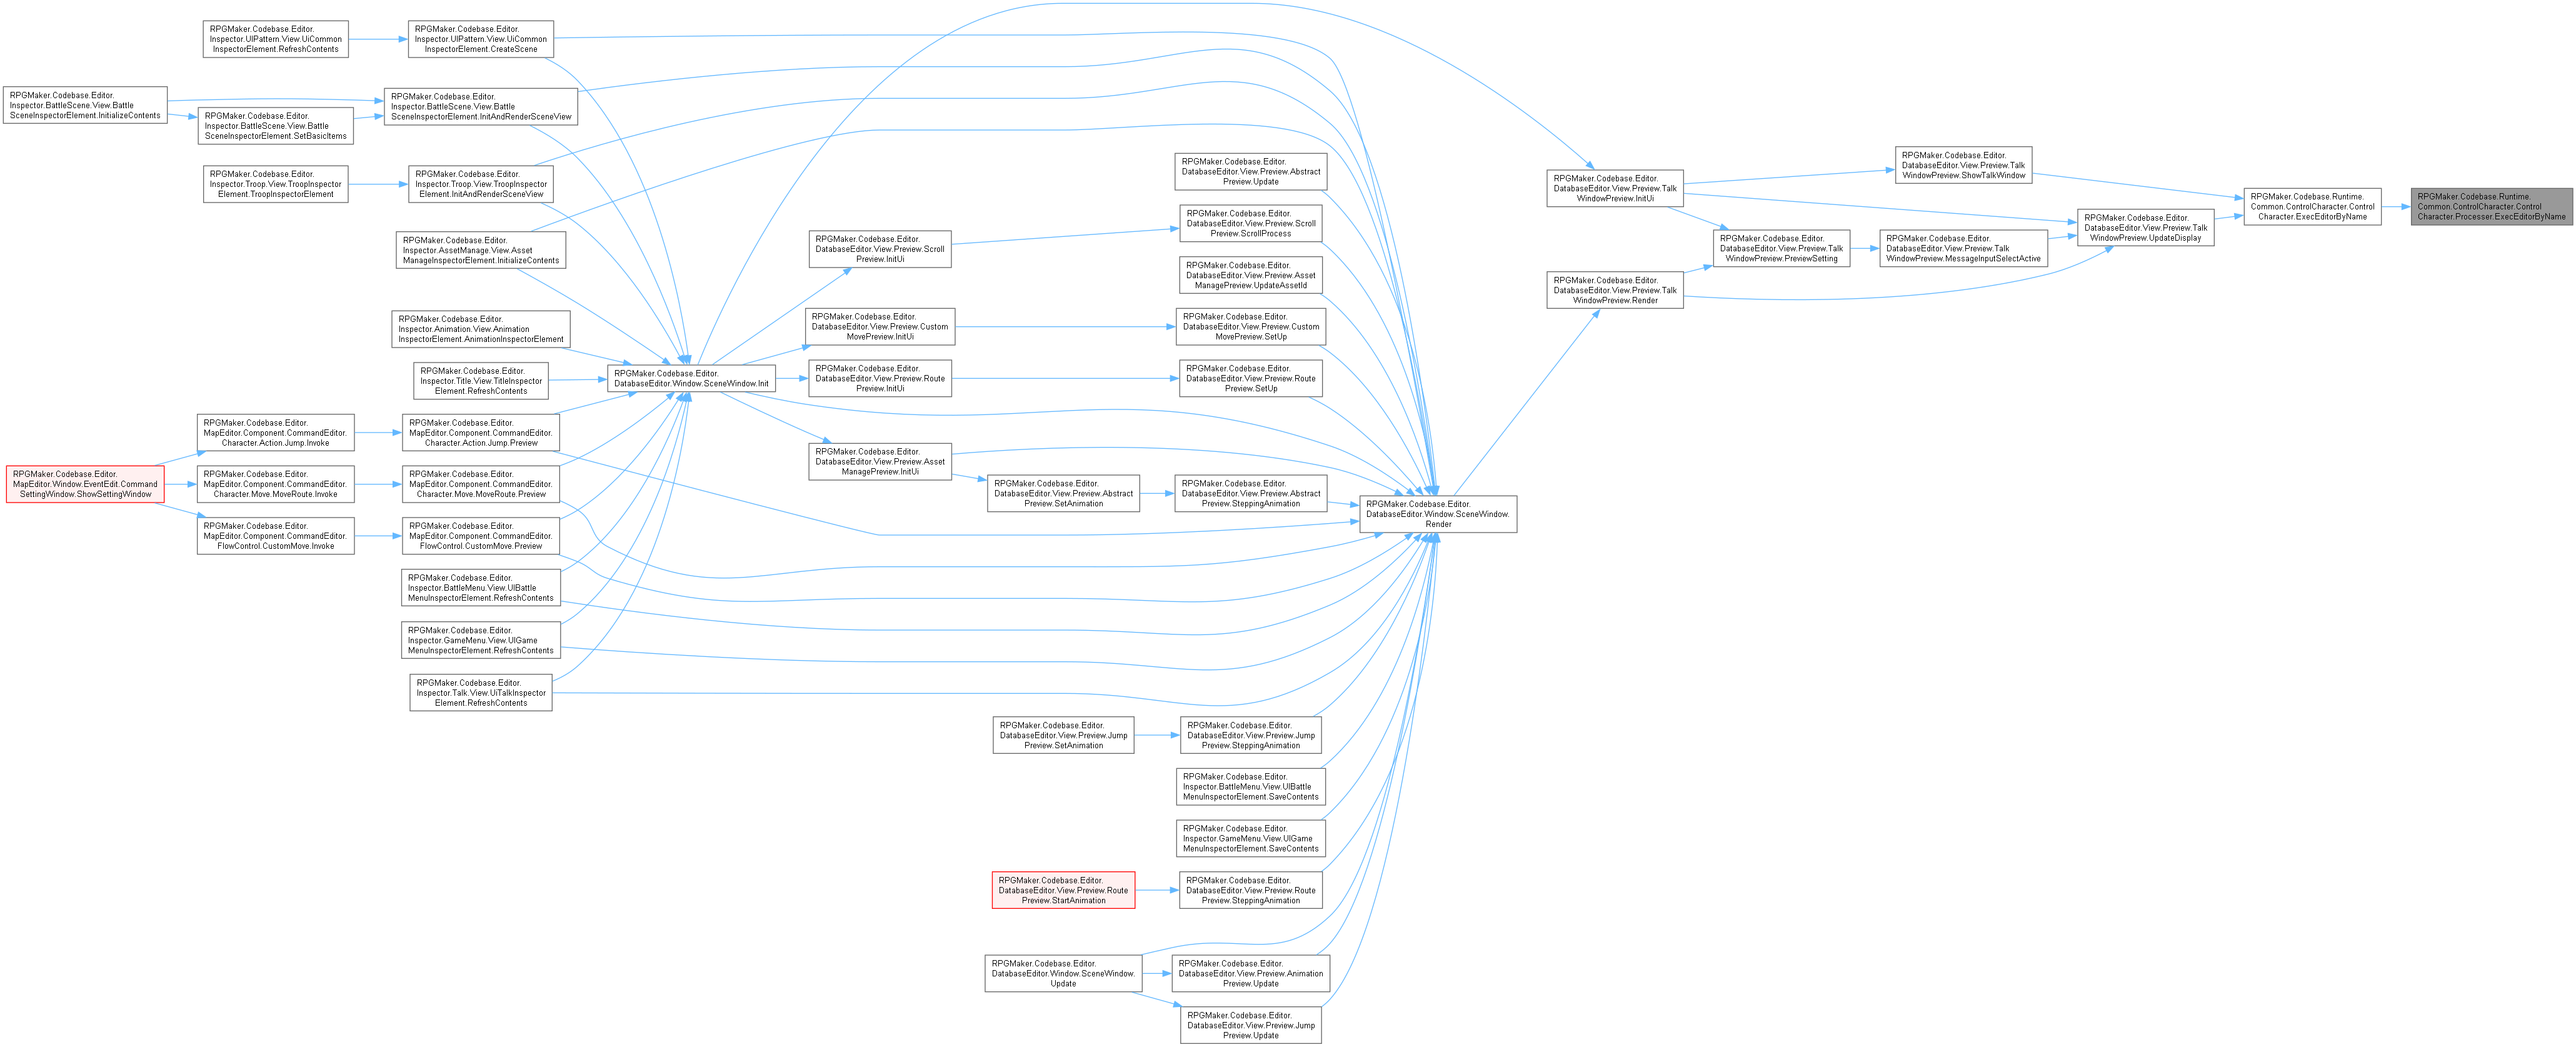 RPGMaker.Codebase.Editor.
Inspector.UIPattern.View.UiCommon
InspectorElement.RefreshContents
RPGMaker.Codebase.Editor.
Inspector.UIPattern.View.UiCommon
InspectorElement.CreateScene
RPGMaker.Codebase.Editor.
Inspector.BattleScene.View.Battle
SceneInspectorElement.InitializeContents
RPGMaker.Codebase.Editor.
Inspector.BattleScene.View.Battle
SceneInspectorElement.SetBasicItems
RPGMaker.Codebase.Editor.
Inspector.BattleScene.View.Battle
SceneInspectorElement.InitAndRenderSceneView
RPGMaker.Codebase.Editor.
Inspector.Troop.View.TroopInspector
Element.TroopInspectorElement
RPGMaker.Codebase.Editor.
Inspector.Troop.View.TroopInspector
Element.InitAndRenderSceneView
RPGMaker.Codebase.Editor.
Inspector.AssetManage.View.Asset
ManageInspectorElement.InitializeContents
RPGMaker.Codebase.Editor.
Inspector.Animation.View.Animation
InspectorElement.AnimationInspectorElement
RPGMaker.Codebase.Editor.
Inspector.Title.View.TitleInspector
Element.RefreshContents
RPGMaker.Codebase.Editor.
MapEditor.Component.CommandEditor.
Character.Action.Jump.Invoke
RPGMaker.Codebase.Editor.
MapEditor.Component.CommandEditor.
Character.Action.Jump.Preview
RPGMaker.Codebase.Editor.
MapEditor.Window.EventEdit.Command
SettingWindow.ShowSettingWindow
RPGMaker.Codebase.Editor.
MapEditor.Component.CommandEditor.
Character.Move.MoveRoute.Invoke
RPGMaker.Codebase.Editor.
MapEditor.Component.CommandEditor.
Character.Move.MoveRoute.Preview
RPGMaker.Codebase.Editor.
MapEditor.Component.CommandEditor.
FlowControl.CustomMove.Invoke
RPGMaker.Codebase.Editor.
MapEditor.Component.CommandEditor.
FlowControl.CustomMove.Preview
RPGMaker.Codebase.Editor.
Inspector.BattleMenu.View.UIBattle
MenuInspectorElement.RefreshContents
RPGMaker.Codebase.Editor.
Inspector.GameMenu.View.UIGame
MenuInspectorElement.RefreshContents
RPGMaker.Codebase.Editor.
Inspector.Talk.View.UiTalkInspector
Element.RefreshContents
RPGMaker.Codebase.Editor.
DatabaseEditor.Window.SceneWindow.Init
RPGMaker.Codebase.Editor.
DatabaseEditor.View.Preview.Scroll
Preview.InitUi
RPGMaker.Codebase.Editor.
DatabaseEditor.View.Preview.Custom
MovePreview.InitUi
RPGMaker.Codebase.Editor.
DatabaseEditor.View.Preview.Route
Preview.InitUi
RPGMaker.Codebase.Editor.
DatabaseEditor.View.Preview.Asset
ManagePreview.InitUi
RPGMaker.Codebase.Editor.
DatabaseEditor.View.Preview.Abstract
Preview.SetAnimation
RPGMaker.Codebase.Editor.
DatabaseEditor.View.Preview.Abstract
Preview.Update
RPGMaker.Codebase.Editor.
DatabaseEditor.View.Preview.Scroll
Preview.ScrollProcess
RPGMaker.Codebase.Editor.
DatabaseEditor.View.Preview.Asset
ManagePreview.UpdateAssetId
RPGMaker.Codebase.Editor.
DatabaseEditor.View.Preview.Custom
MovePreview.SetUp
RPGMaker.Codebase.Editor.
DatabaseEditor.View.Preview.Route
Preview.SetUp
RPGMaker.Codebase.Editor.
DatabaseEditor.View.Preview.Abstract
Preview.SteppingAnimation
RPGMaker.Codebase.Editor.
DatabaseEditor.Window.SceneWindow.
Render
RPGMaker.Codebase.Editor.
DatabaseEditor.View.Preview.Jump
Preview.SetAnimation
RPGMaker.Codebase.Editor.
DatabaseEditor.View.Preview.Jump
Preview.SteppingAnimation
RPGMaker.Codebase.Editor.
Inspector.BattleMenu.View.UIBattle
MenuInspectorElement.SaveContents
RPGMaker.Codebase.Editor.
Inspector.GameMenu.View.UIGame
MenuInspectorElement.SaveContents
RPGMaker.Codebase.Editor.
DatabaseEditor.View.Preview.Route
Preview.StartAnimation
RPGMaker.Codebase.Editor.
DatabaseEditor.View.Preview.Route
Preview.SteppingAnimation
RPGMaker.Codebase.Editor.
DatabaseEditor.Window.SceneWindow.
Update
RPGMaker.Codebase.Editor.
DatabaseEditor.View.Preview.Animation
Preview.Update
RPGMaker.Codebase.Editor.
DatabaseEditor.View.Preview.Jump
Preview.Update
RPGMaker.Codebase.Editor.
DatabaseEditor.View.Preview.Talk
WindowPreview.InitUi
RPGMaker.Codebase.Editor.
DatabaseEditor.View.Preview.Talk
WindowPreview.Render
RPGMaker.Codebase.Editor.
DatabaseEditor.View.Preview.Talk
WindowPreview.PreviewSetting
RPGMaker.Codebase.Editor.
DatabaseEditor.View.Preview.Talk
WindowPreview.ShowTalkWindow
RPGMaker.Codebase.Editor.
DatabaseEditor.View.Preview.Talk
WindowPreview.MessageInputSelectActive
RPGMaker.Codebase.Editor.
DatabaseEditor.View.Preview.Talk
WindowPreview.UpdateDisplay
RPGMaker.Codebase.Runtime.
Common.ControlCharacter.Control
Character.ExecEditorByName
RPGMaker.Codebase.Runtime.
Common.ControlCharacter.Control
Character.Processer.ExecEditorByName